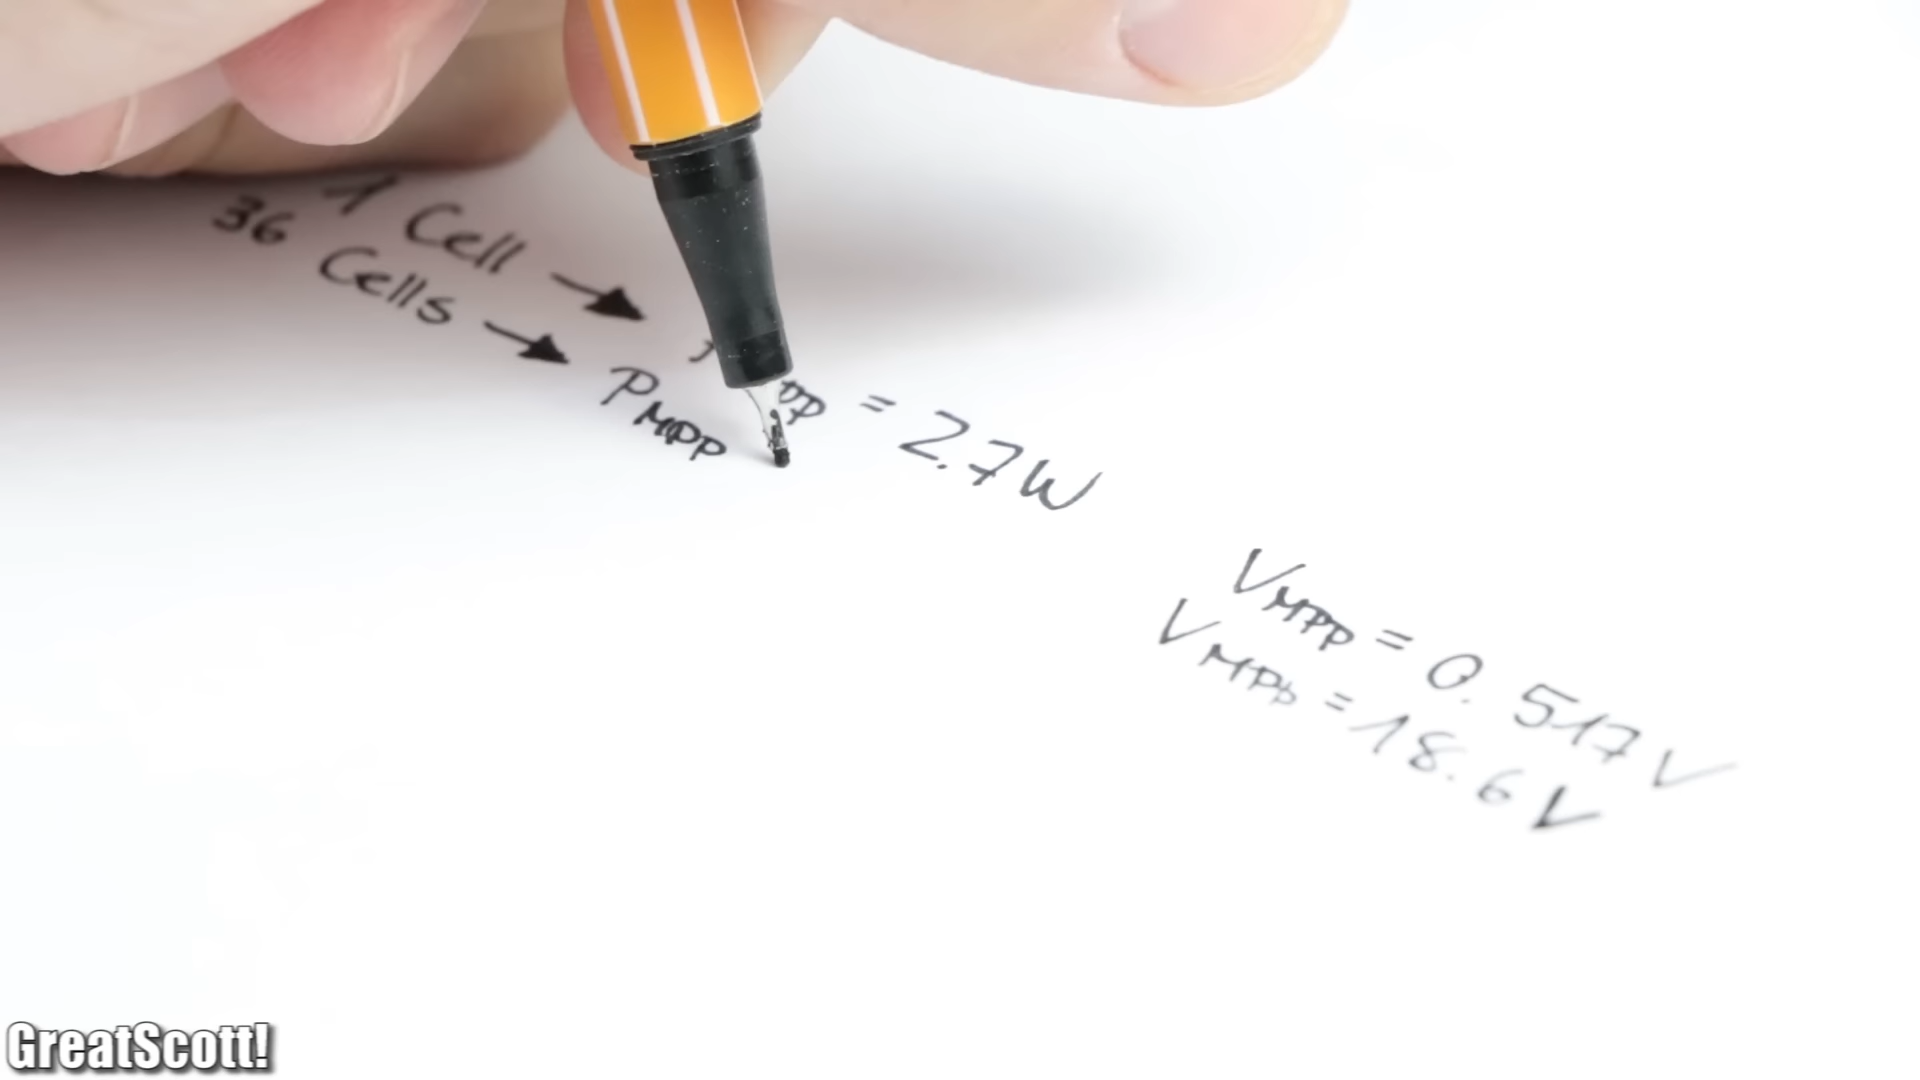 1 Cell → = 2.7W VMPP = 0.517V
36 Cells → PMPP VMPP = 18.6V
GreatScott!